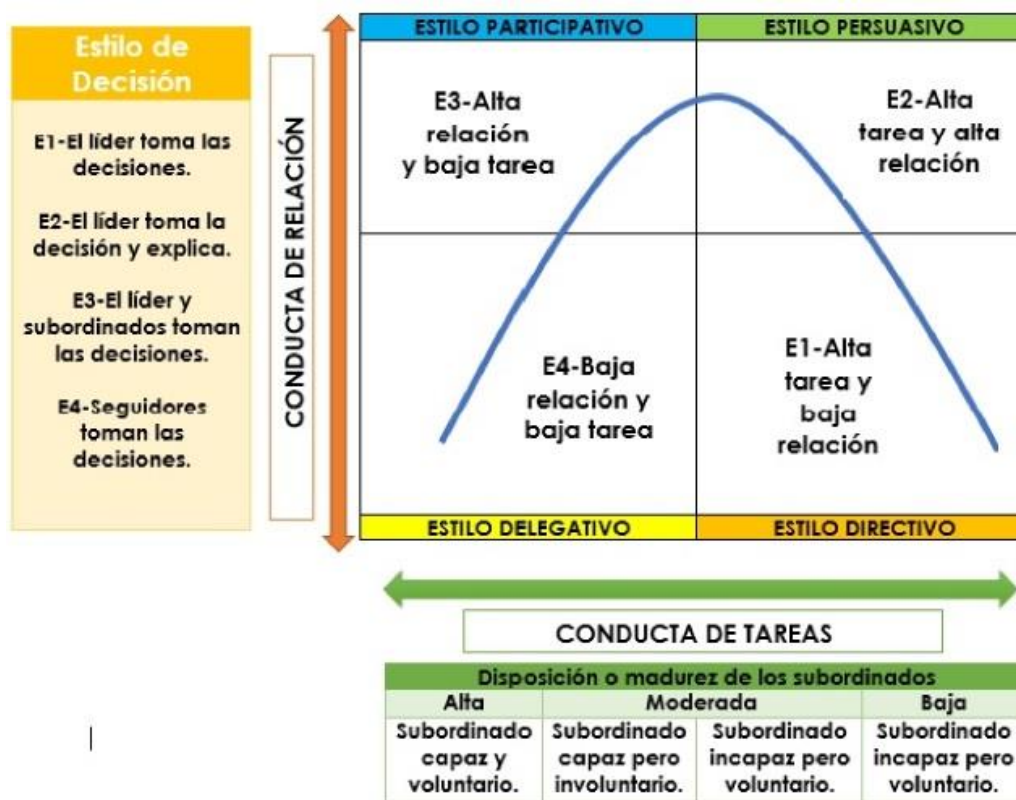 Estilo de
Decisión
E1-El líder toma las
decisiones.
E2-El líder toma la
decisión y explica.
E3-El líder y
subordinados toman
las decisiones.
E4-Seguidores
toman las
decisiones.
CONDUCTA DE RELACIÓN
ESTILO PARTICIPATIVO
ESTILO PERSUASIVO
E3-Alta
relación
y baja tarea
E2-Alta
tarea y alta
relación
E4-Baja
relación y
baja tarea
E1-Alta
tarea y
baja
relación
ESTILO DELEGATIVO
ESTILO DIRECTIVO
CONDUCTA DE TAREAS
Disposición o madurez de los subordinados
Alta
Moderada
Baja
Subordinado
capaz y
voluntario.
Subordinado
capaz pero
involuntario.
Subordinado
incapaz pero
voluntario.
Subordinado
incapaz pero
voluntario.